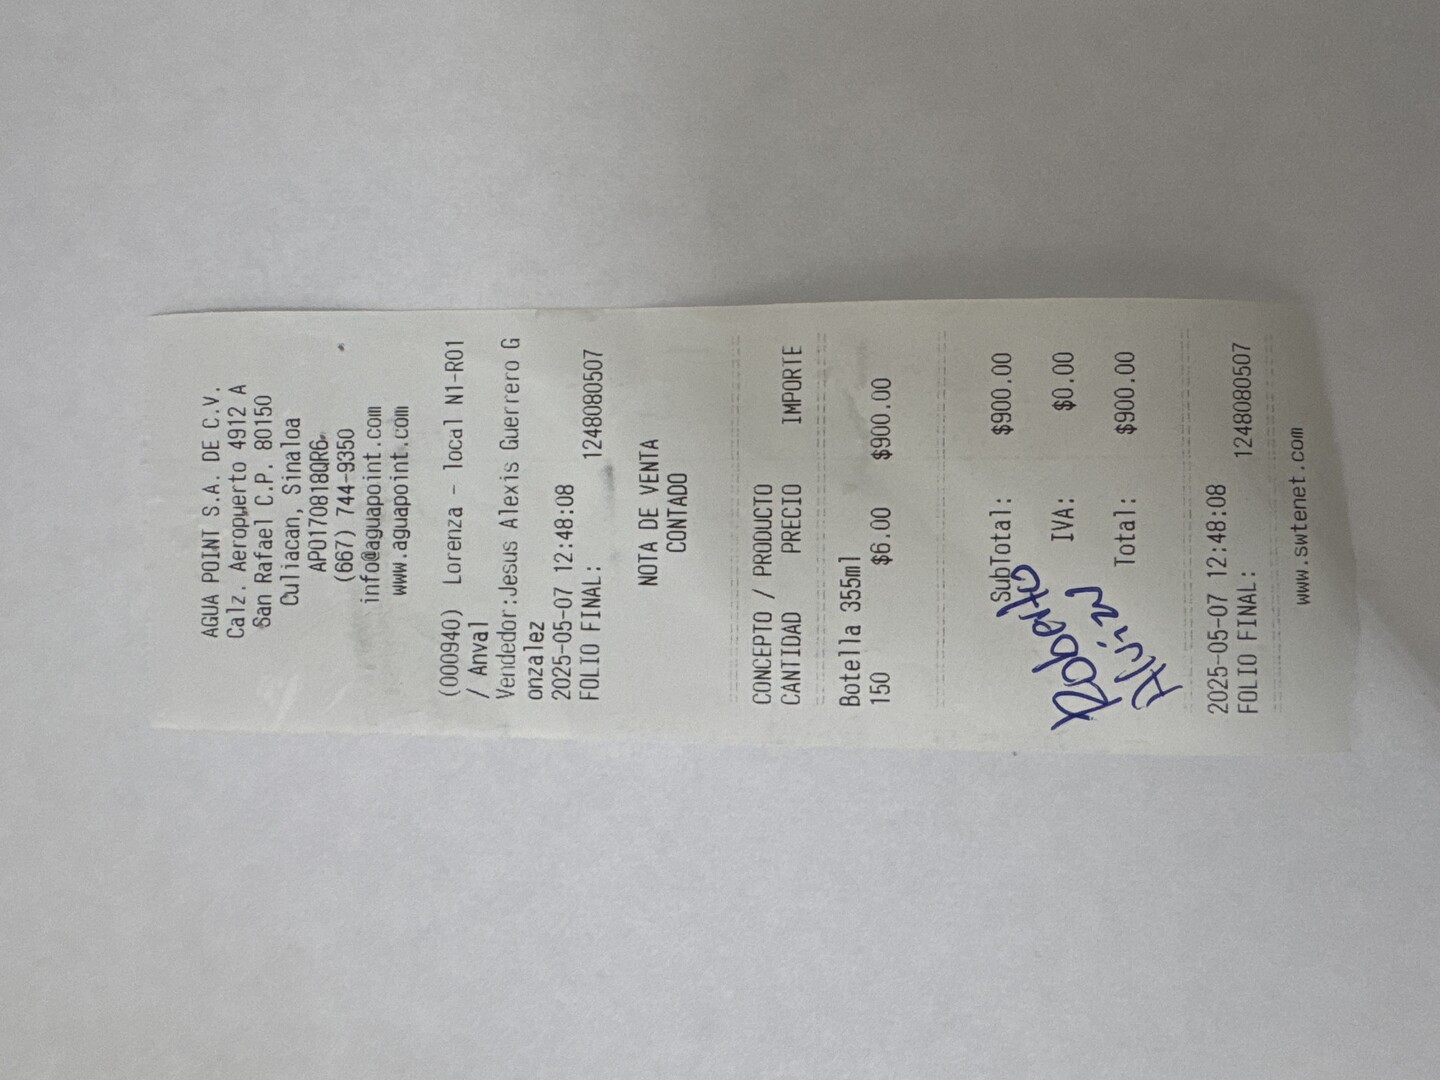 AGUA POINT S.A. DE C.V.
Calz. Aeropuerto 4912 A
San Rafael C.P. 80150
Culiacan, Sinaloa
APO170818QR6
(667) 744-9350
info@aguapoint.com
www.aguapoint.com
(000940) Lorenza - local N1-R01
/ Anval
Vendedor:Jesus Alexis Guerrero G
onzalez
2025-05-07 12:48:08
FOLIO FINAL: 1248080507
NOTA DE VENTA
CONTADO
CONCEPTO / PRODUCTO
CANTIDAD PRECIO IMPORTE
Botella 355ml
150 $6.00 $900.00
SubTotal: $900.00
IVA: $0.00
Total: $900.00
Roberto
2025-05-07 12:48:08
FOLIO FINAL: 1248080507
www.swtenet.com